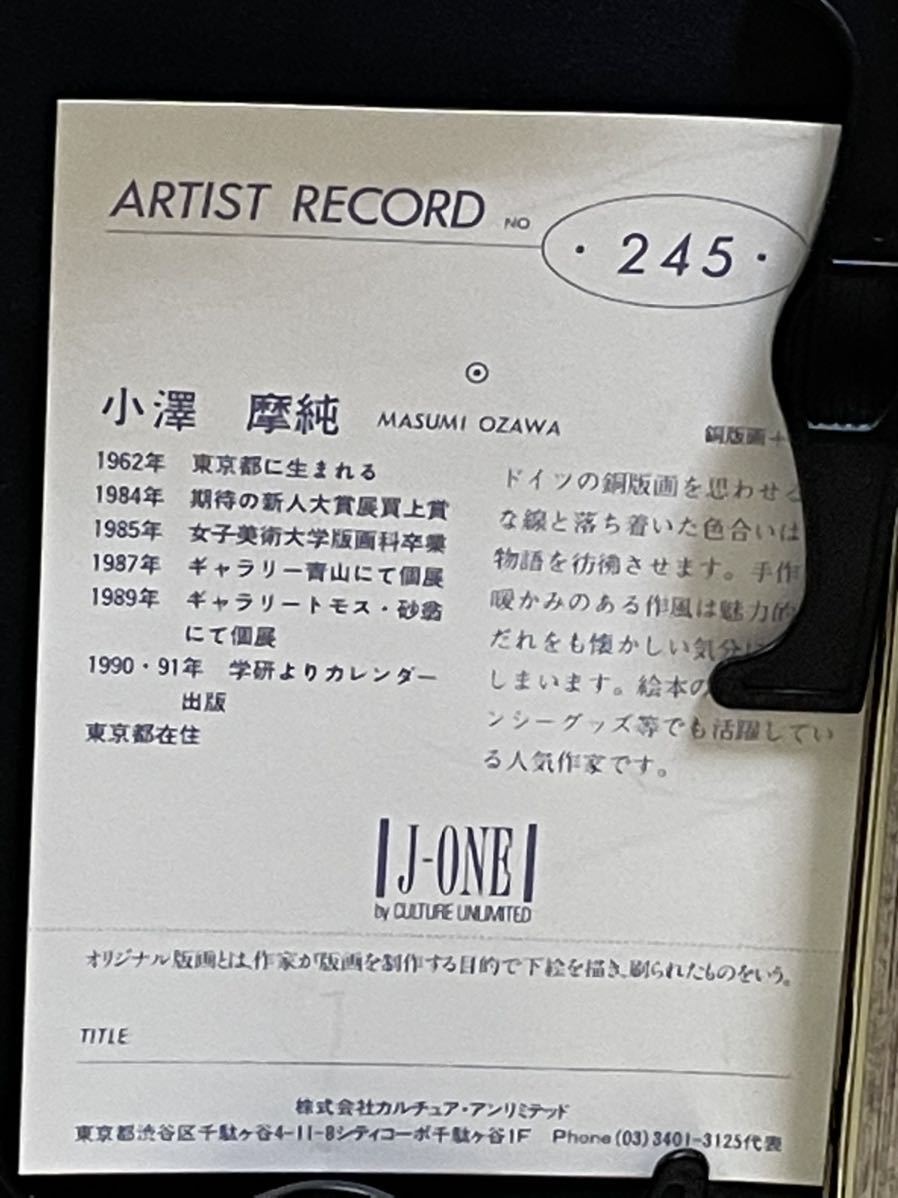 ARTIST RECORD NO ・245・
小澤 摩純 MASUMI OZAWA
銅版画＋
1962年 東京都に生まれる
1984年 期待の新人大賞展買上賞
1985年 女子美術大学版画科卒業
1987年 ギャラリー青山にて個展
1989年 ギャラリートモス・砂翁
にて個展
1990・91年 学研よりカレンダー
出版
東京都在住
ドイツの銅版画を思わせる
な線と落ち着いた色合いは
物語を彷彿させます。手作
暖かみのある作風は魅力的
だれをも懐かしい気分に
しまいます。絵本の
ンシーグッズ等でも活躍してい
る人気作家です。
J-ONE
by CULTURE UNLIMITED
オリジナル版画とは、作家が版画を制作する目的で下絵を描き、刷られたものをいう。
TITLE
株式会社カルチュア・アンリミテッド
東京都渋谷区千駄ヶ谷4-11-8シティコーポ千駄ヶ谷1F Phone(03)3401-3125代表